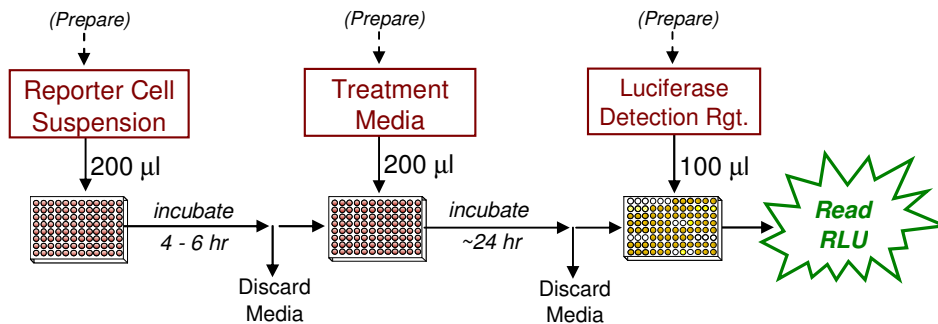 (Prepare)
(Prepare)
(Prepare)
Reporter Cell
Suspension
Treatment
Media
Luciferase
Detection Rgt.
200 µl
200 µl
100 µl
incubate
4 - 6 hr
incubate
~24 hr
Read
RLU
Discard
Media
Discard
Media